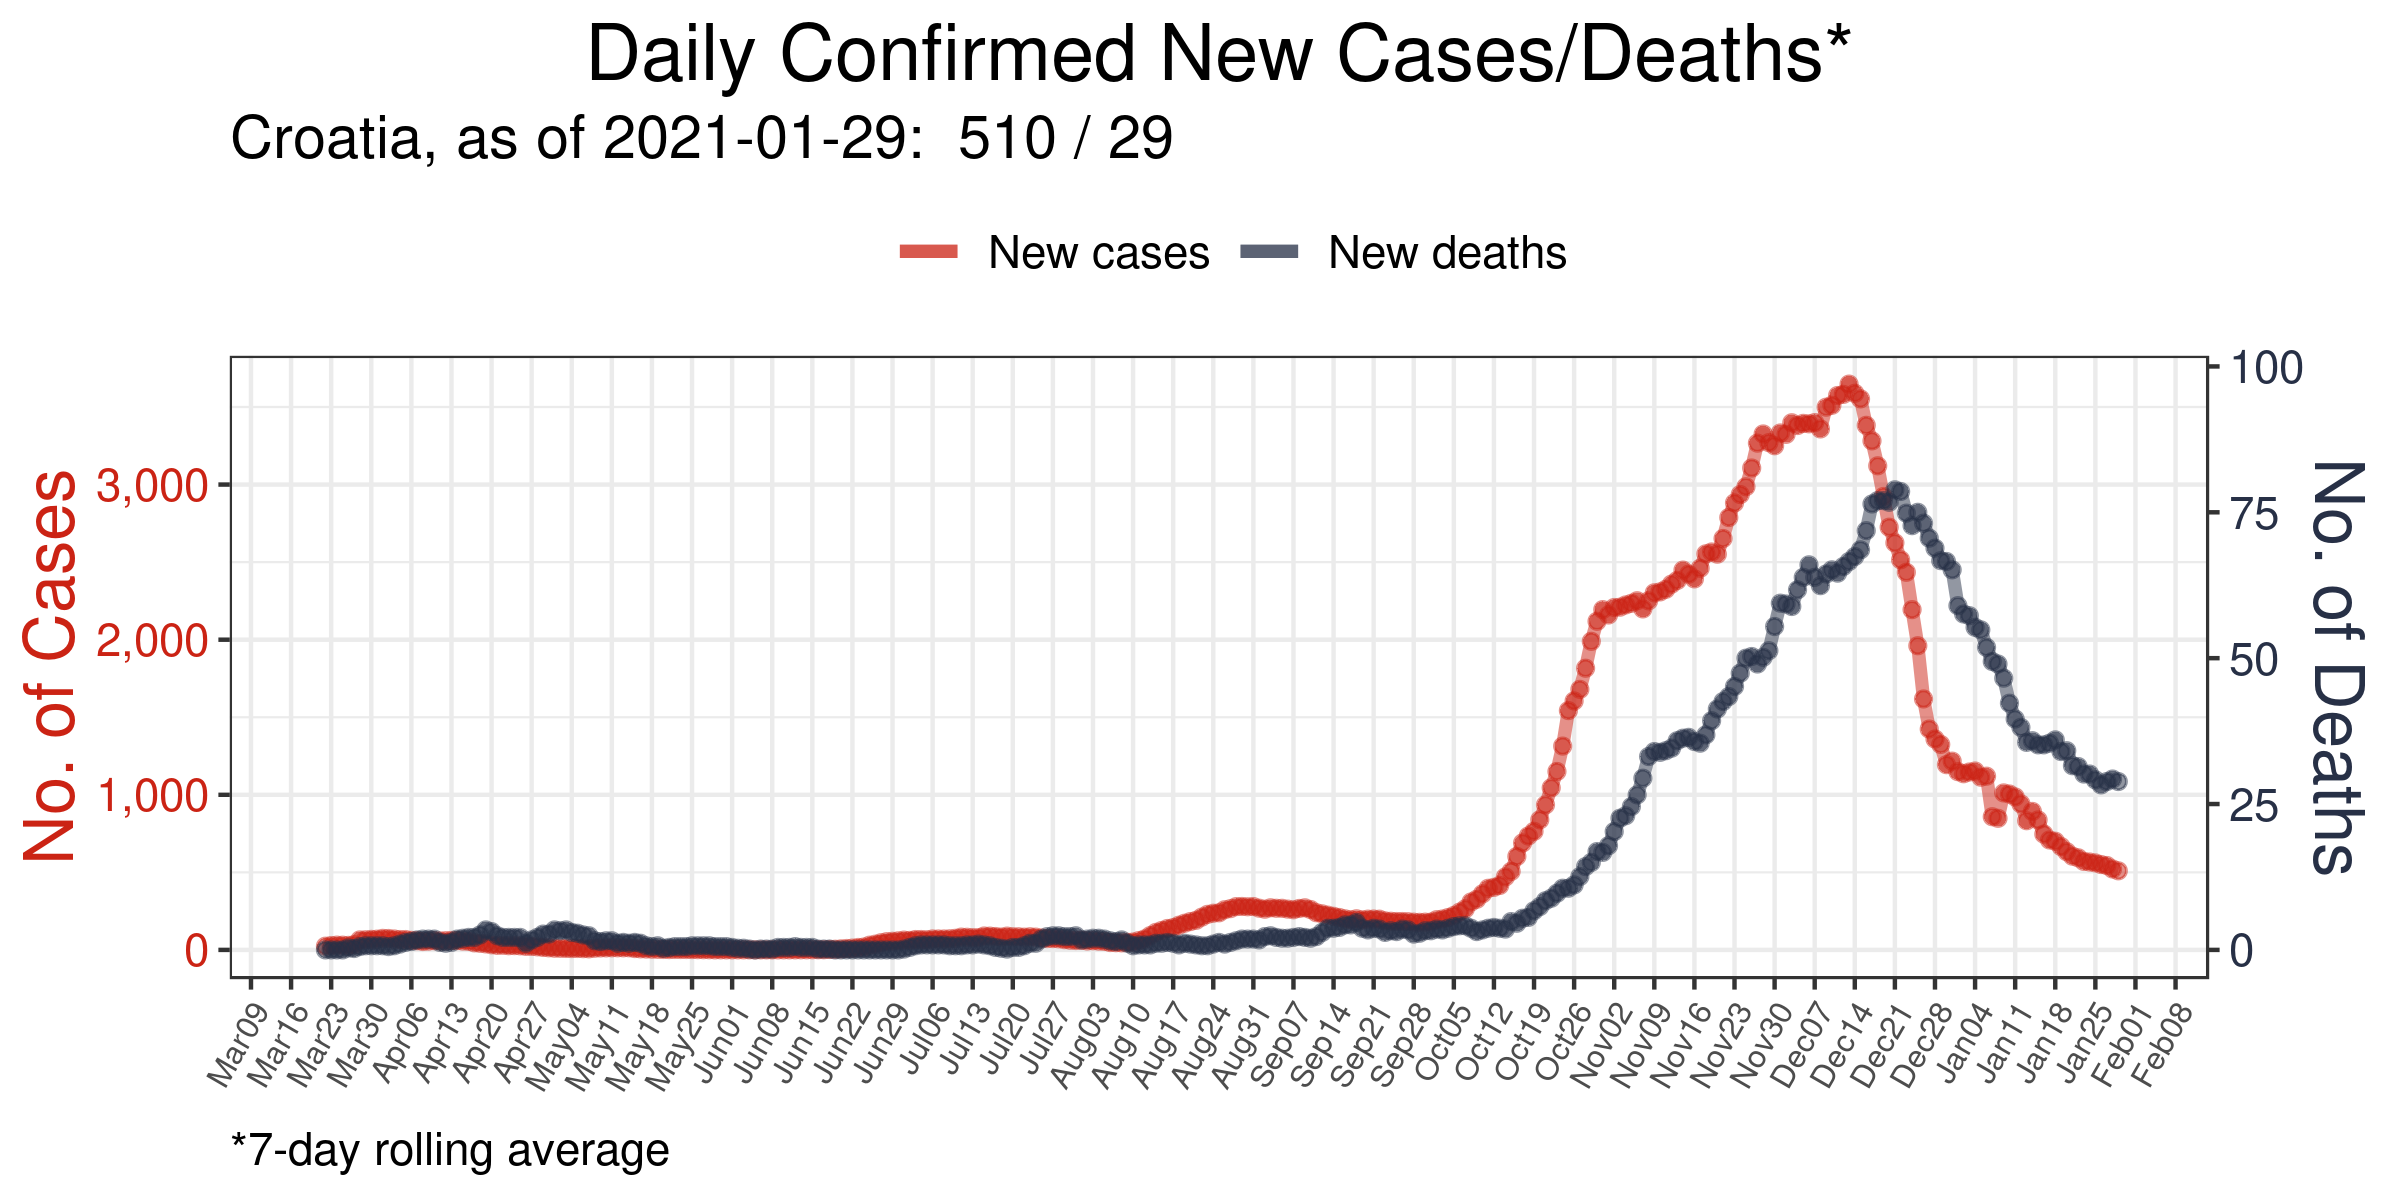 Daily Confirmed New Cases/Deaths*
Croatia, as of 2021-01-29:  510 / 29
New cases
New deaths
No. of Cases
3,000
2,000
1,000
0
100
75
50
25
0
No. of Deaths
Mar09
Mar16
Mar23
Mar30
Apr06
Apr13
Apr20
Apr27
May04
May11
May18
May25
Jun01
Jun08
Jun15
Jun22
Jun29
Jul06
Jul13
Jul20
Jul27
Aug03
Aug10
Aug17
Aug24
Aug31
Sep07
Sep14
Sep21
Sep28
Oct05
Oct12
Oct19
Oct26
Nov02
Nov09
Nov16
Nov23
Nov30
Dec07
Dec14
Dec21
Dec28
Jan04
Jan11
Jan18
Jan25
Feb01
Feb08
*7-day rolling average